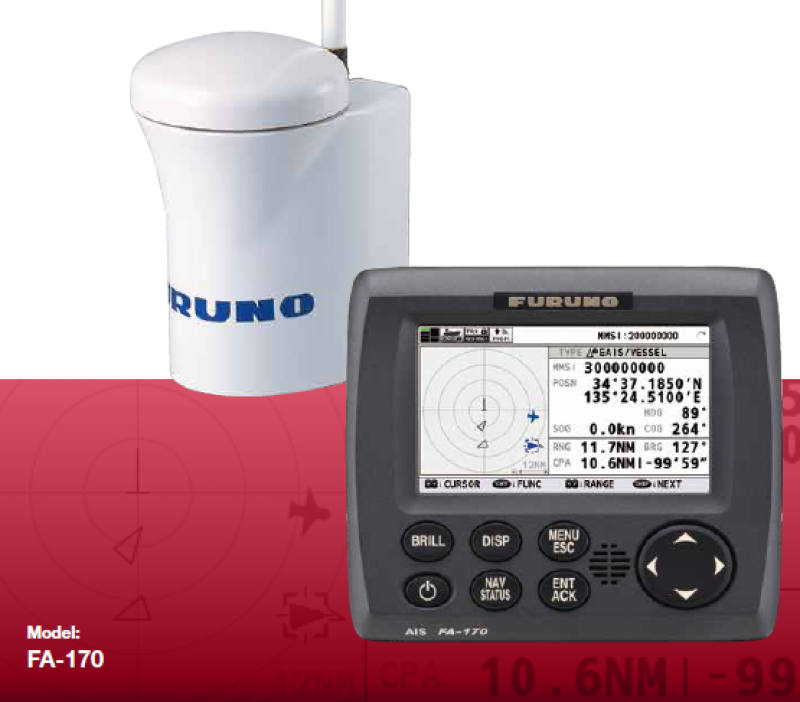 FURUNO
FURUNO
MMSI:200000000
TYPE EAIS/VESSEL
MMSI 300000000
POSN 34°37.1850'N
135°24.5100'E
HDG 89°
SOG 0.0kn COG 264°
RNG 11.7NM BRG 127°
12NM
CPA 10.6NM|-99'59"
:CURSOR :FUNC :RANGE :NEXT
BRILL DISP MENU
ESC
NAV
STATUS
ENT
ACK
AIS FA-170
Model:
FA-170
12NM CPA 10.6NM|-99